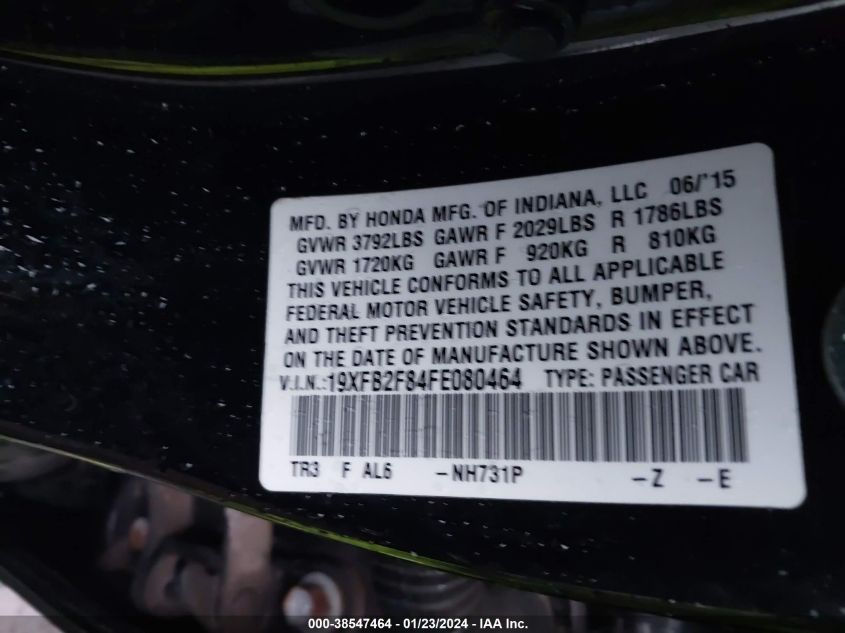 MFD. BY HONDA MFG. OF INDIANA, LLC 06/'15
GVWR 3792LBS GAWR F 2029LBS R 1786LBS
GVWR 1720KG GAWR F 920KG R 810KG
THIS VEHICLE CONFORMS TO ALL APPLICABLE
FEDERAL MOTOR VEHICLE SAFETY, BUMPER,
AND THEFT PREVENTION STANDARDS IN EFFECT
ON THE DATE OF MANUFACTURE SHOWN ABOVE.
V.I.N.:19XFB2F84FE080464 TYPE: PASSENGER CAR
TR3 F AL6 -NH731P -Z -E
000-38547464 - 01/23/2024 - IAA Inc.